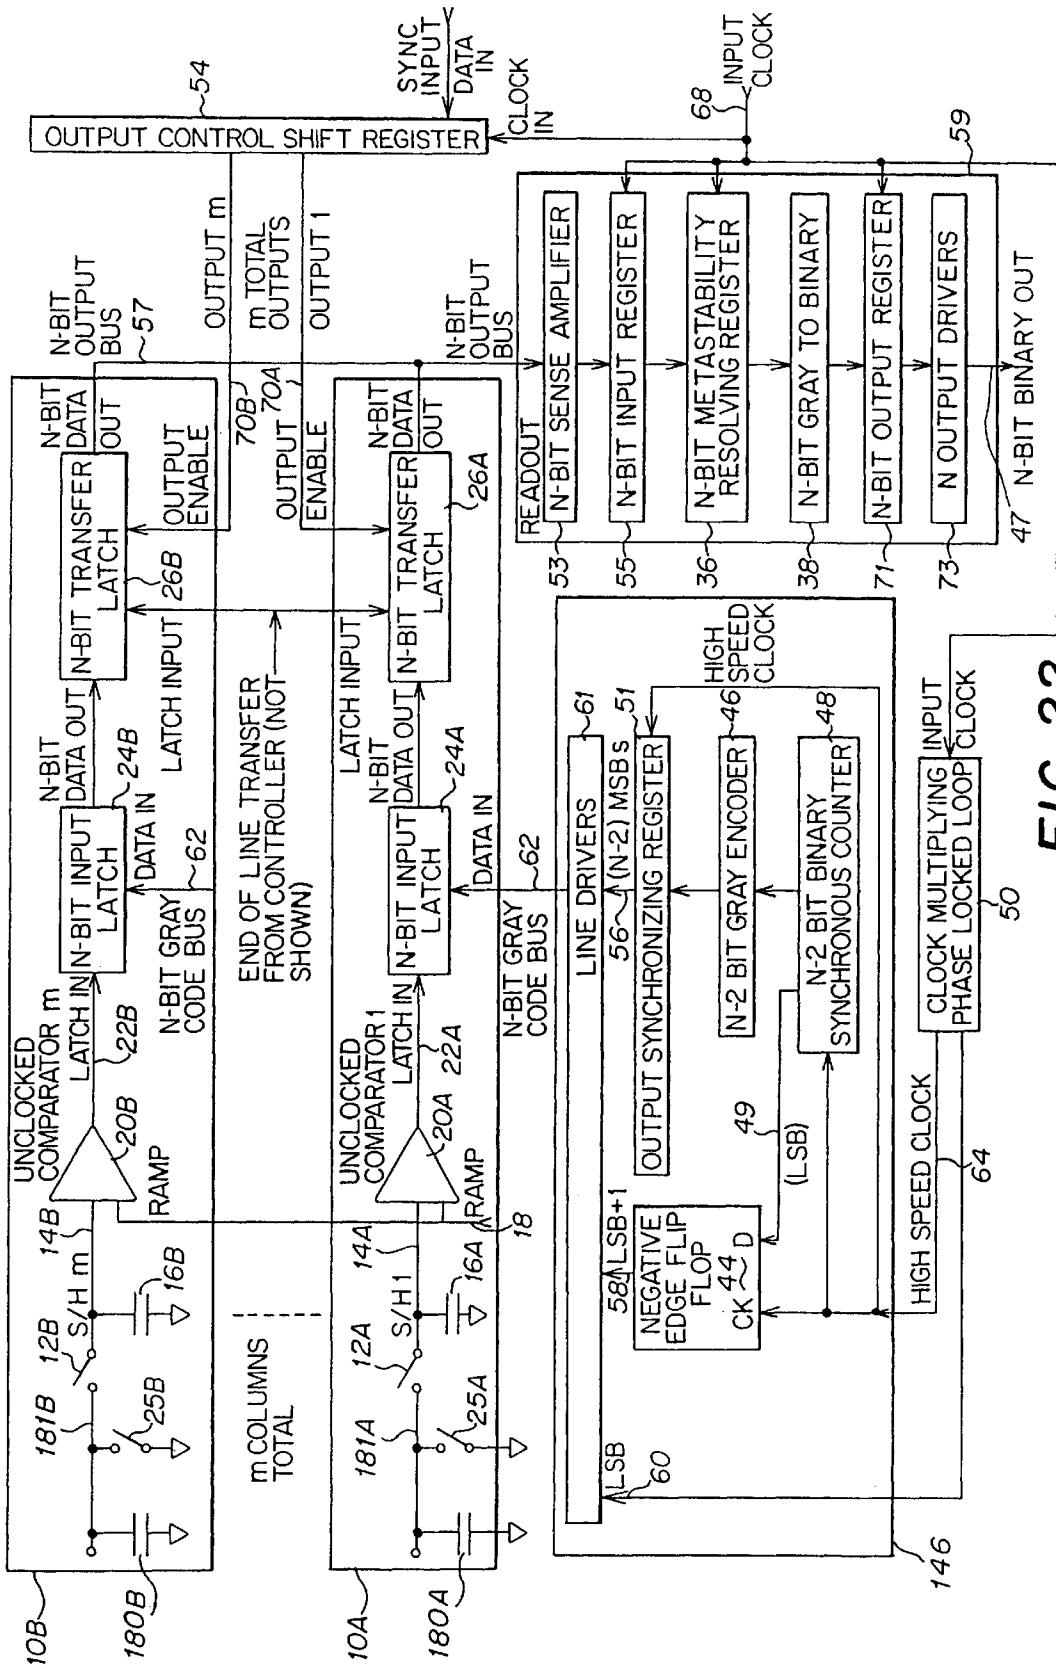 10B
180B
181B
12B
25B
S/H m
16B
14B
UNCLOCKED
COMPARATOR m
20B
RAMP
LATCH IN
22B
N-BIT GRAY
CODE BUS
62
N-BIT INPUT
LATCH
24B
DATA IN
N-BIT
DATA OUT
LATCH INPUT
N-BIT TRANSFER
LATCH
26B
OUTPUT
ENABLE
N-BIT
DATA
OUT
N-BIT
OUTPUT
BUS
57
m COLUMNS
TOTAL
END OF LINE TRANSFER
FROM CONTROLLER (NOT
SHOWN)
70B
70A
OUTPUT m
m TOTAL
OUTPUTS
OUTPUT 1
OUTPUT CONTROL SHIFT REGISTER
54
SYNC
INPUT
DATA
IN
CLOCK
IN
10A
180A
181A
12A
25A
S/H 1
16A
14A
UNCLOCKED
COMPARATOR 1
20A
RAMP
18
LATCH IN
22A
N-BIT GRAY
CODE BUS
62
N-BIT INPUT
LATCH
24A
DATA IN
N-BIT
DATA OUT
LATCH INPUT
N-BIT TRANSFER
LATCH
26A
OUTPUT
ENABLE
N-BIT
DATA
OUT
N-BIT
OUTPUT
BUS
LINE DRIVERS
61
LSB
60
58
LSB+1
56
(N-2) MSBs
NEGATIVE
EDGE FLIP
FLOP
CK 44 D
49
(LSB)
OUTPUT SYNCHRONIZING REGISTER
51
HIGH
SPEED
CLOCK
N-2 BIT GRAY ENCODER
46
N-2 BIT BINARY
SYNCHRONOUS COUNTER
48
146
HIGH SPEED CLOCK
64
CLOCK MULTIPLYING
PHASE LOCKED LOOP
50
INPUT
CLOCK
READOUT
59
N-BIT SENSE AMPLIFIER
53
N-BIT INPUT REGISTER
55
N-BIT METASTABILITY
RESOLVING REGISTER
36
N-BIT GRAY TO BINARY
38
N-BIT OUTPUT REGISTER
71
N OUTPUT DRIVERS
73
47
N-BIT BINARY OUT
68
INPUT
CLOCK